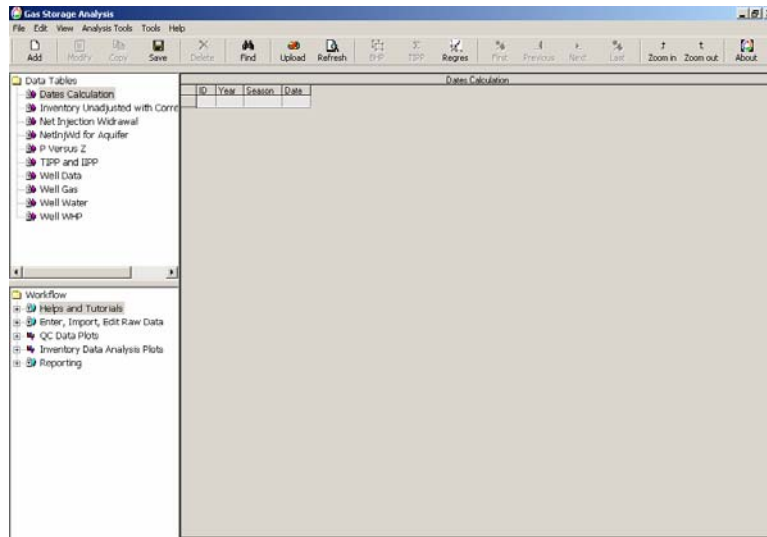 Gas Storage Analysis
File Edit View Analysis Tools Tools Help
Add Modify Copy Save Delete Find Upload Refresh BHP TIPP Regres First Previous Next Last Zoom in Zoom out About
Data Tables
Dates Calculation
Inventory Unadjusted with Corre
Net Injection Widrawal
NetInjWd for Aquifer
P Versus Z
TIPP and IIPP
Well Data
Well Gas
Well Water
Well WHP
Dates Calculation
ID Year Season Date
Workflow
Helps and Tutorials
Enter, Import, Edit Raw Data
QC Data Plots
Inventory Data Analysis Plots
Reporting